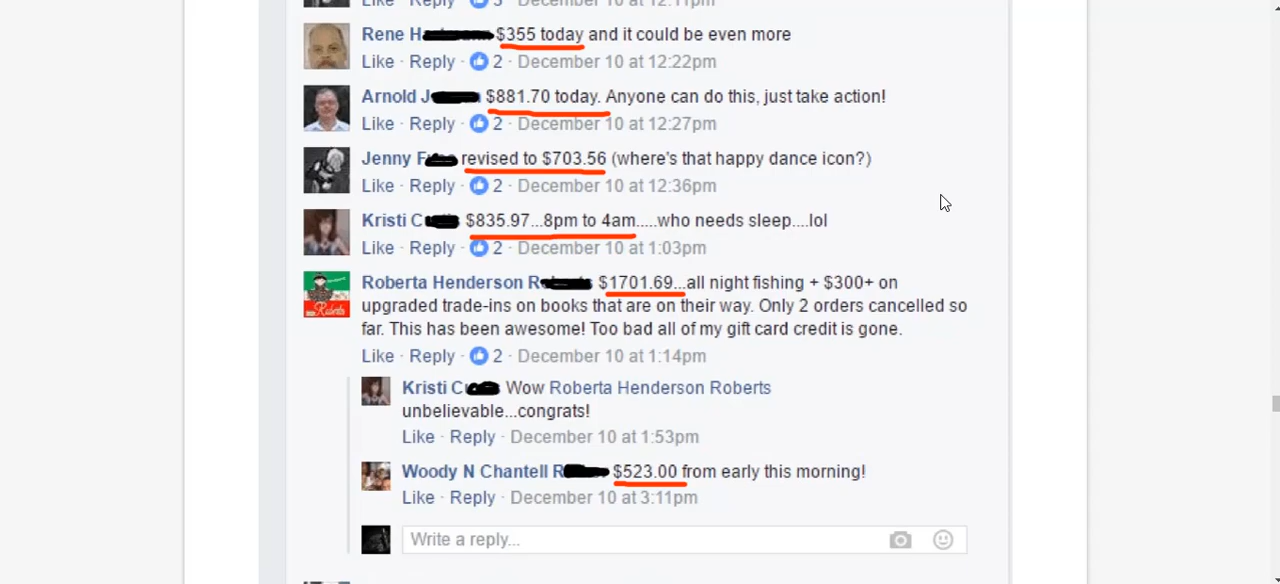 Like · Reply · 3 · December 10 at 12:11pm
Rene H $355 today and it could be even more
Like · Reply · 2 · December 10 at 12:22pm
Arnold J $881.70 today. Anyone can do this, just take action!
Like · Reply · 2 · December 10 at 12:27pm
Jenny F revised to $703.56 (where's that happy dance icon?)
Like · Reply · 2 · December 10 at 12:36pm
Kristi C $835.97...8pm to 4am.....who needs sleep....lol
Like · Reply · 2 · December 10 at 1:03pm
Roberta Henderson R $1701.69...all night fishing + $300+ on
upgraded trade-ins on books that are on their way. Only 2 orders cancelled so
far. This has been awesome! Too bad all of my gift card credit is gone.
Like · Reply · 2 · December 10 at 1:14pm
Kristi C Wow Roberta Henderson Roberts
unbelievable...congrats!
Like · Reply · December 10 at 1:53pm
Woody N Chantell R $523.00 from early this morning!
Like · Reply · December 10 at 3:11pm
Write a reply...